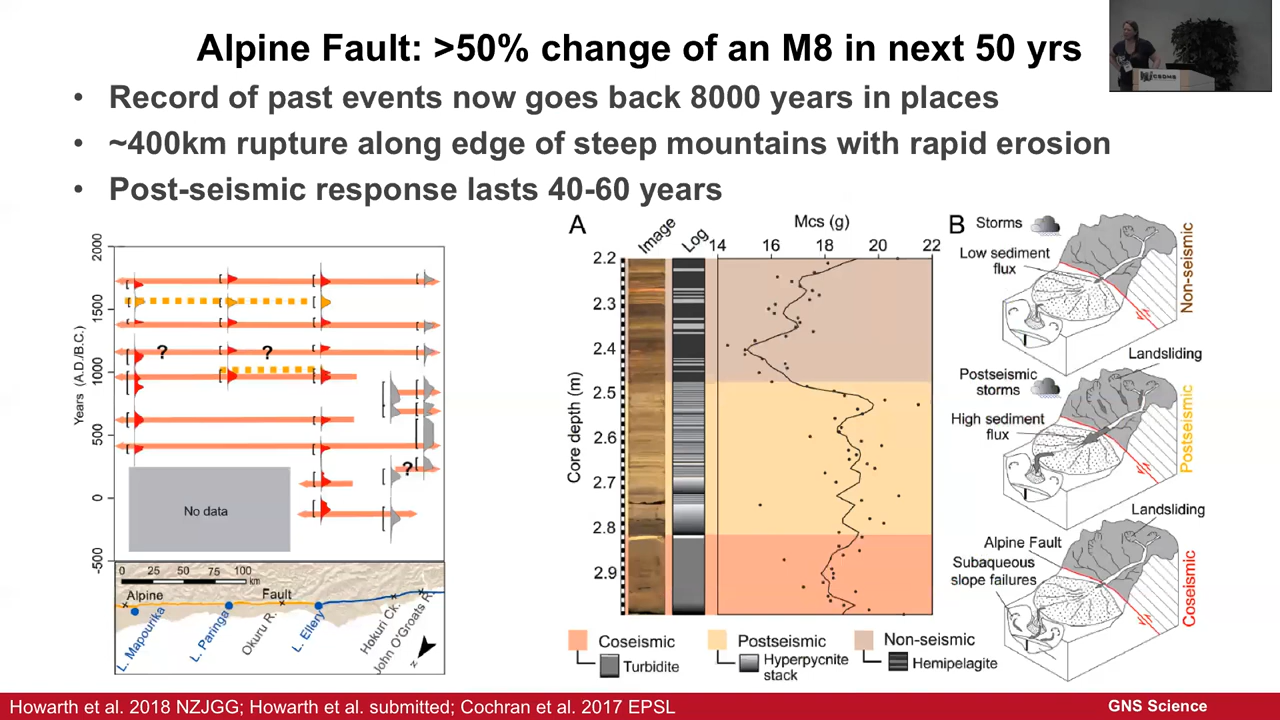 Alpine Fault: >50% change of an M8 in next 50 yrs
• Record of past events now goes back 8000 years in places
• ~400km rupture along edge of steep mountains with rapid erosion
• Post-seismic response lasts 40-60 years
CSDMS
Years (A.D./B.C.)
2000
1500
1000
500
0
-500
?
?
?
No data
0 25 50 75 100
km
Alpine Fault
L. Mapourika
L. Paringa
Okuru R.
L. Ellery
Hokuri Ck.
John O'Groats R.
N
A
Image
Log
Mcs (g)
14 16 18 20 22
Core depth (m)
2.2
2.3
2.4
2.5
2.6
2.7
2.8
2.9
Coseismic
Turbidite
Postseismic
Hyperpycnite
stack
Non-seismic
Hemipelagite
B
Storms
Low sediment
flux
Non-seismic
Landsliding
Postseismic
storms
High sediment
flux
Postseismic
Landsliding
Alpine Fault
Subaqueous
slope failures
Coseismic
Howarth et al. 2018 NZJGG; Howarth et al. submitted; Cochran et al. 2017 EPSL
GNS Science